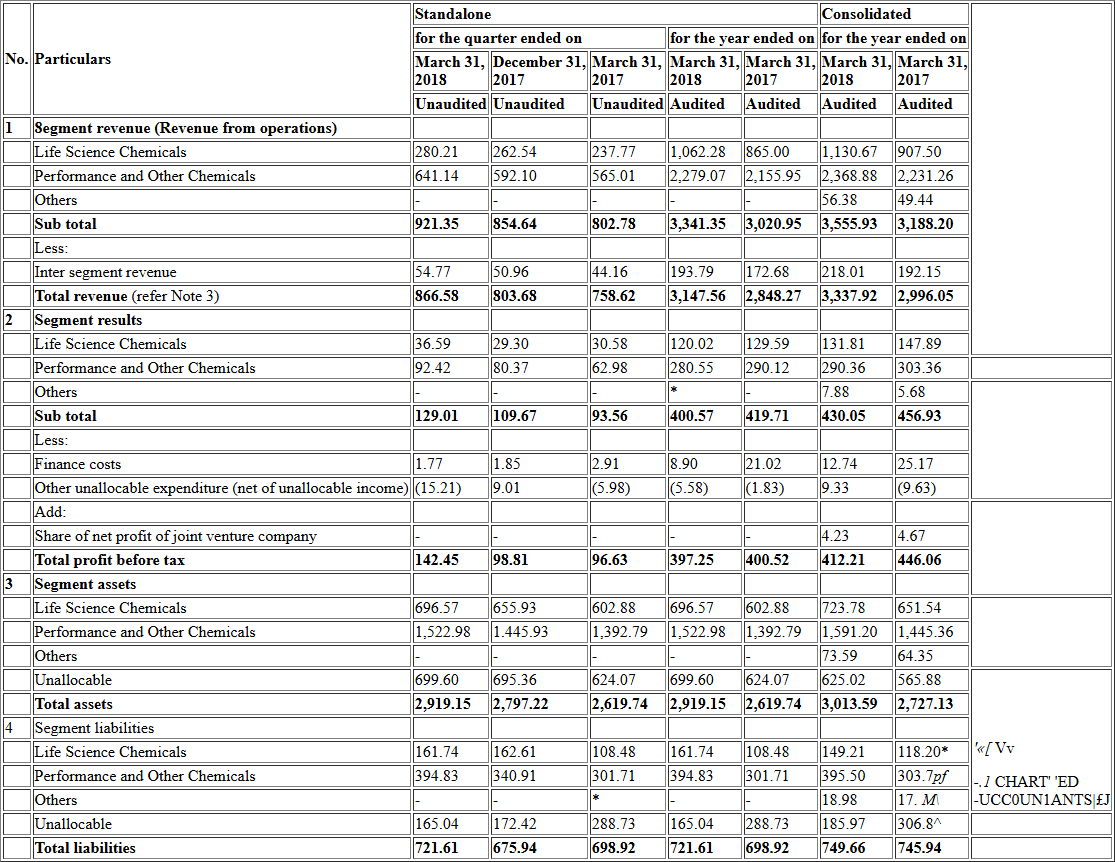 Standalone Consolidated
for the quarter ended on for the year ended on for the year ended on
No. Particulars March 31, 2018 December 31, 2017 March 31, 2017 March 31, 2018 March 31, 2017 March 31, 2018 March 31, 2017
Unaudited Unaudited Unaudited Audited Audited Audited Audited
1 8egment revenue (Revenue from operations)
Life Science Chemicals 280.21 262.54 237.77 1,062.28 865.00 1,130.67 907.50
Performance and Other Chemicals 641.14 592.10 565.01 2,279.07 2,155.95 2,368.88 2,231.26
Others - - - - - 56.38 49.44
Sub total 921.35 854.64 802.78 3,341.35 3,020.95 3,555.93 3,188.20
Less:
Inter segment revenue 54.77 50.96 44.16 193.79 172.68 218.01 192.15
Total revenue (refer Note 3) 866.58 803.68 758.62 3,147.56 2,848.27 3,337.92 2,996.05
2 Segment results
Life Science Chemicals 36.59 29.30 30.58 120.02 129.59 131.81 147.89
Performance and Other Chemicals 92.42 80.37 62.98 280.55 290.12 290.36 303.36
Others - - - * - 7.88 5.68
Sub total 129.01 109.67 93.56 400.57 419.71 430.05 456.93
Less:
Finance costs 1.77 1.85 2.91 8.90 21.02 12.74 25.17
Other unallocable expenditure (net of unallocable income) (15.21) 9.01 (5.98) (5.58) (1.83) 9.33 (9.63)
Add:
Share of net profit of joint venture company - - - - - 4.23 4.67
Total profit before tax 142.45 98.81 96.63 397.25 400.52 412.21 446.06
3 Segment assets
Life Science Chemicals 696.57 655.93 602.88 696.57 602.88 723.78 651.54
Performance and Other Chemicals 1,522.98 1.445.93 1,392.79 1,522.98 1,392.79 1,591.20 1,445.36
Others - - - - - 73.59 64.35
Unallocable 699.60 695.36 624.07 699.60 624.07 625.02 565.88
Total assets 2,919.15 2,797.22 2,619.74 2,919.15 2,619.74 3,013.59 2,727.13
4 Segment liabilities
Life Science Chemicals 161.74 162.61 108.48 161.74 108.48 149.21 118.20* '«[ Vv
Performance and Other Chemicals 394.83 340.91 301.71 394.83 301.71 395.50 303.7pf -.1 CHART' 'ED
Others - - * - - 18.98 17. M\ -UCC0UN1ANTS|£J
Unallocable 165.04 172.42 288.73 165.04 288.73 185.97 306.8^
Total liabilities 721.61 675.94 698.92 721.61 698.92 749.66 745.94